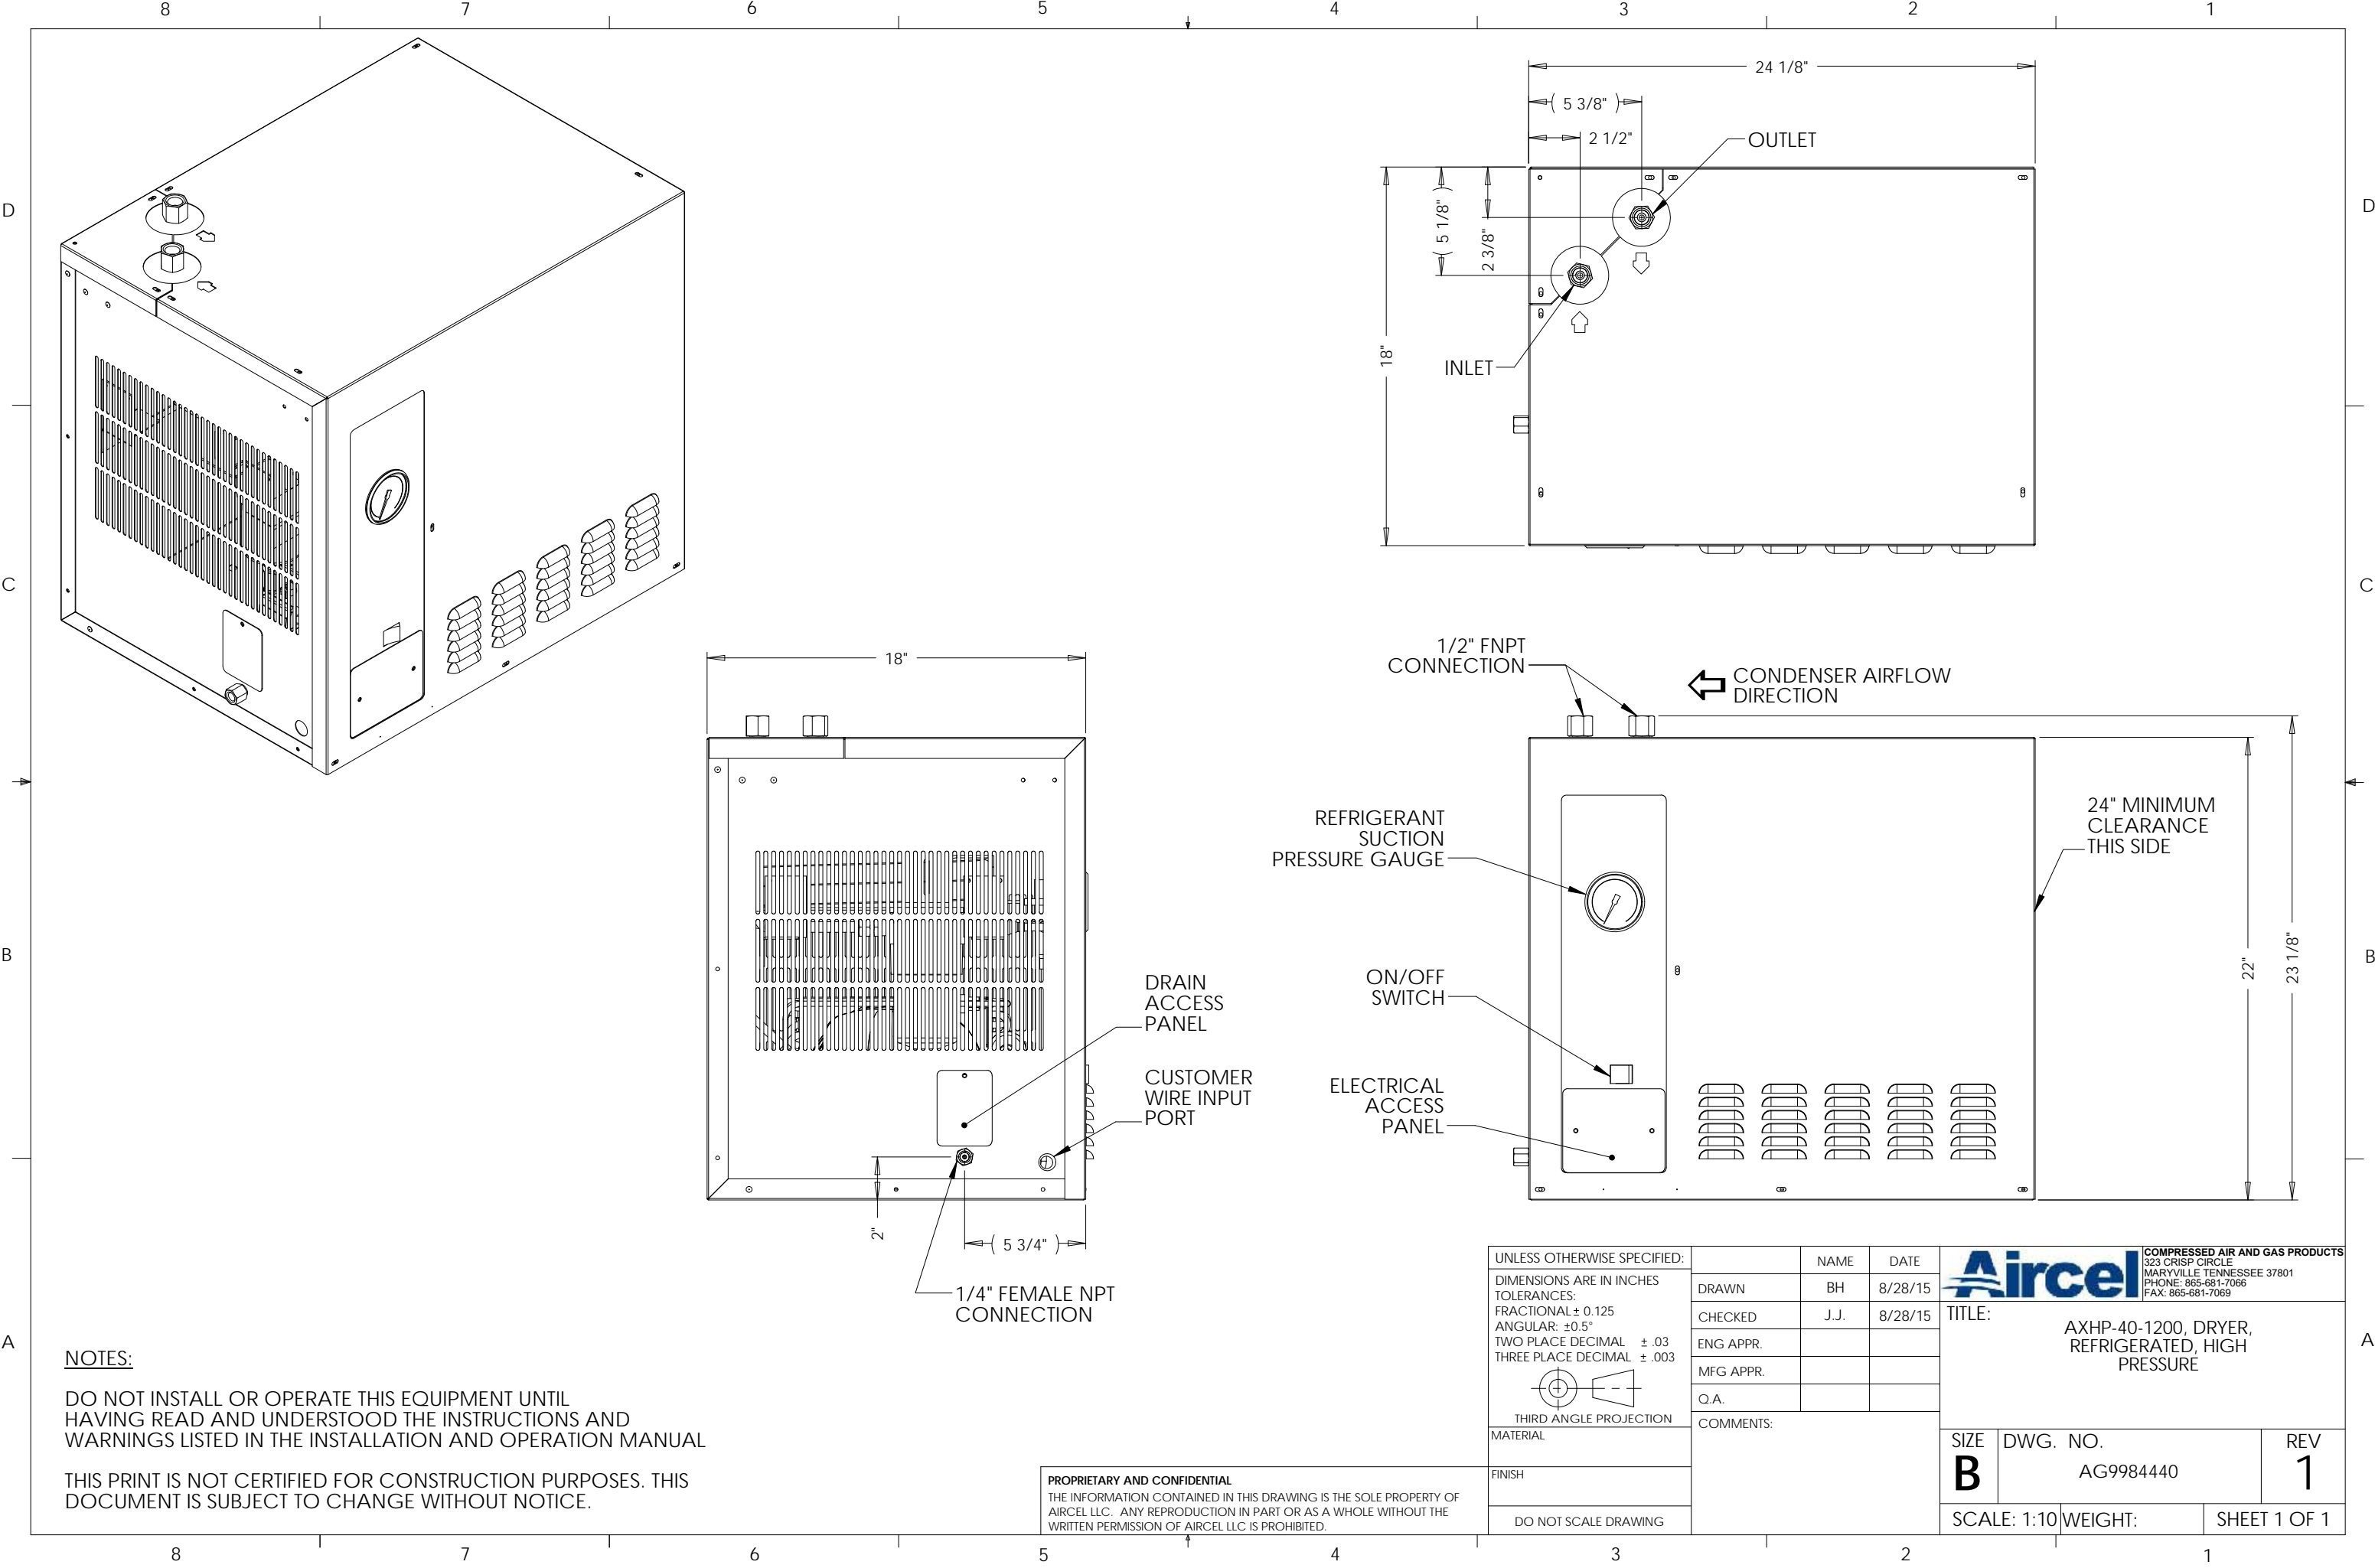 8 7 6 5 4 3 2 1
D
D
C
C
B
B
A
A
24 1/8"
( 5 3/8" )
2 1/2"
OUTLET
18"
( 5 1/8" )
2 3/8"
INLET
18"
DRAIN
ACCESS
PANEL
CUSTOMER
WIRE INPUT
PORT
2"
( 5 3/4" )
1/4" FEMALE NPT
CONNECTION
1/2" FNPT
CONNECTION
CONDENSER AIRFLOW
DIRECTION
REFRIGERANT
SUCTION
PRESSURE GAUGE
ON/OFF
SWITCH
ELECTRICAL
ACCESS
PANEL
24" MINIMUM
CLEARANCE
THIS SIDE
22"
23 1/8"
NOTES:
DO NOT INSTALL OR OPERATE THIS EQUIPMENT UNTIL
HAVING READ AND UNDERSTOOD THE INSTRUCTIONS AND
WARNINGS LISTED IN THE INSTALLATION AND OPERATION MANUAL
THIS PRINT IS NOT CERTIFIED FOR CONSTRUCTION PURPOSES. THIS
DOCUMENT IS SUBJECT TO CHANGE WITHOUT NOTICE.
PROPRIETARY AND CONFIDENTIAL
THE INFORMATION CONTAINED IN THIS DRAWING IS THE SOLE PROPERTY OF
AIRCEL LLC. ANY REPRODUCTION IN PART OR AS A WHOLE WITHOUT THE
WRITTEN PERMISSION OF AIRCEL LLC IS PROHIBITED.
UNLESS OTHERWISE SPECIFIED:
DIMENSIONS ARE IN INCHES
TOLERANCES:
FRACTIONAL ± 0.125
ANGULAR: ±0.5°
TWO PLACE DECIMAL ± .03
THREE PLACE DECIMAL ± .003
THIRD ANGLE PROJECTION
MATERIAL
FINISH
DO NOT SCALE DRAWING
NAME DATE
DRAWN BH 8/28/15
CHECKED J.J. 8/28/15
ENG APPR.
MFG APPR.
Q.A.
COMMENTS:
Aircel
COMPRESSED AIR AND GAS PRODUCTS
323 CRISP CIRCLE
MARYVILLE TENNESSEE 37801
PHONE: 865-681-7066
FAX: 865-681-7069
TITLE:
AXHP-40-1200, DRYER,
REFRIGERATED, HIGH
PRESSURE
SIZE DWG. NO. REV
B AG9984440 1
SCALE: 1:10 WEIGHT: SHEET 1 OF 1
8 7 6 5 4 3 2 1